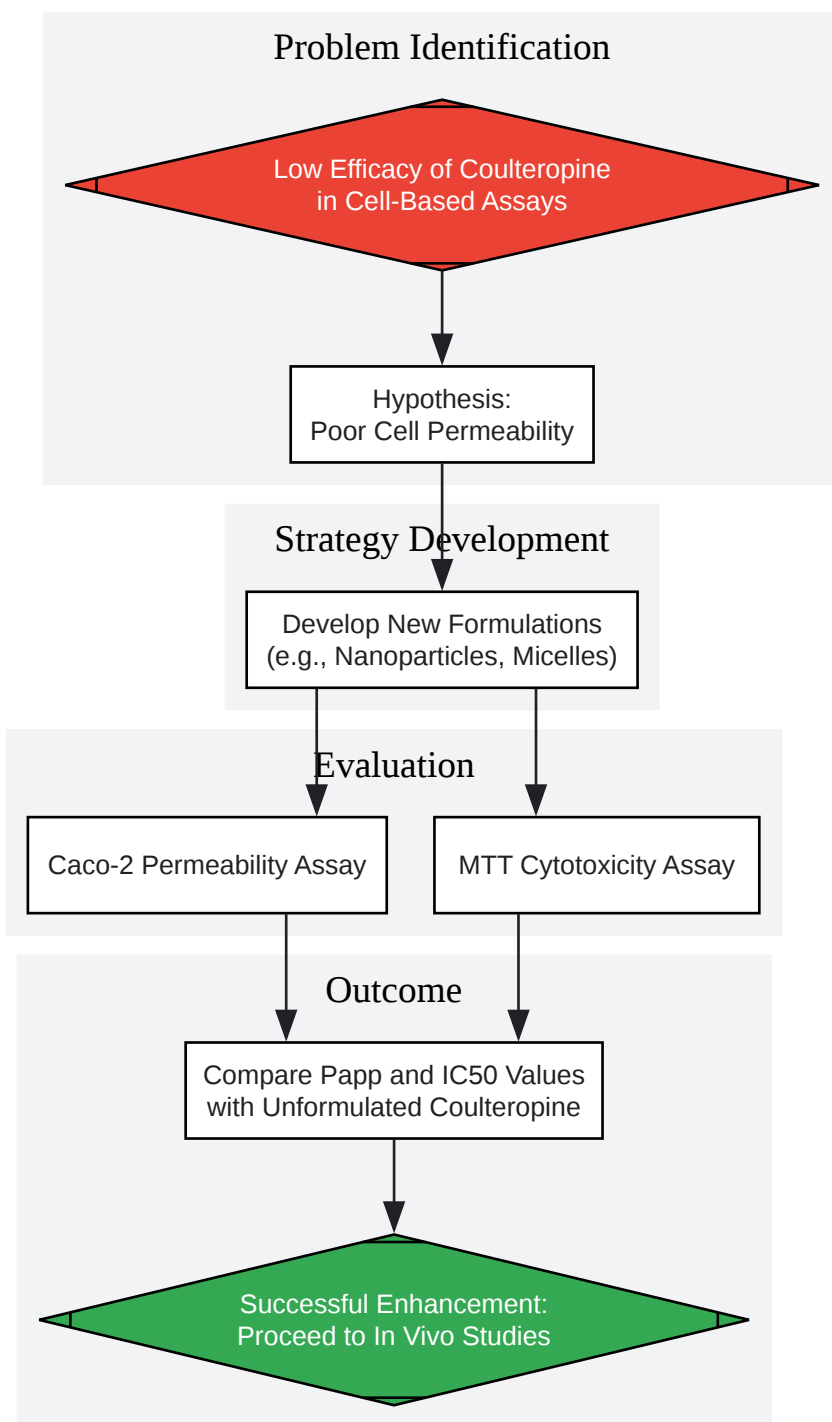 Problem Identification
Low Efficacy of Coulteropine
in Cell-Based Assays
Hypothesis:
Poor Cell Permeability
Strategy Development
Develop New Formulations
(e.g., Nanoparticles, Micelles)
Evaluation
Caco-2 Permeability Assay
MTT Cytotoxicity Assay
Outcome
Compare Papp and IC50 Values
with Unformulated Coulteropine
Successful Enhancement:
Proceed to In Vivo Studies